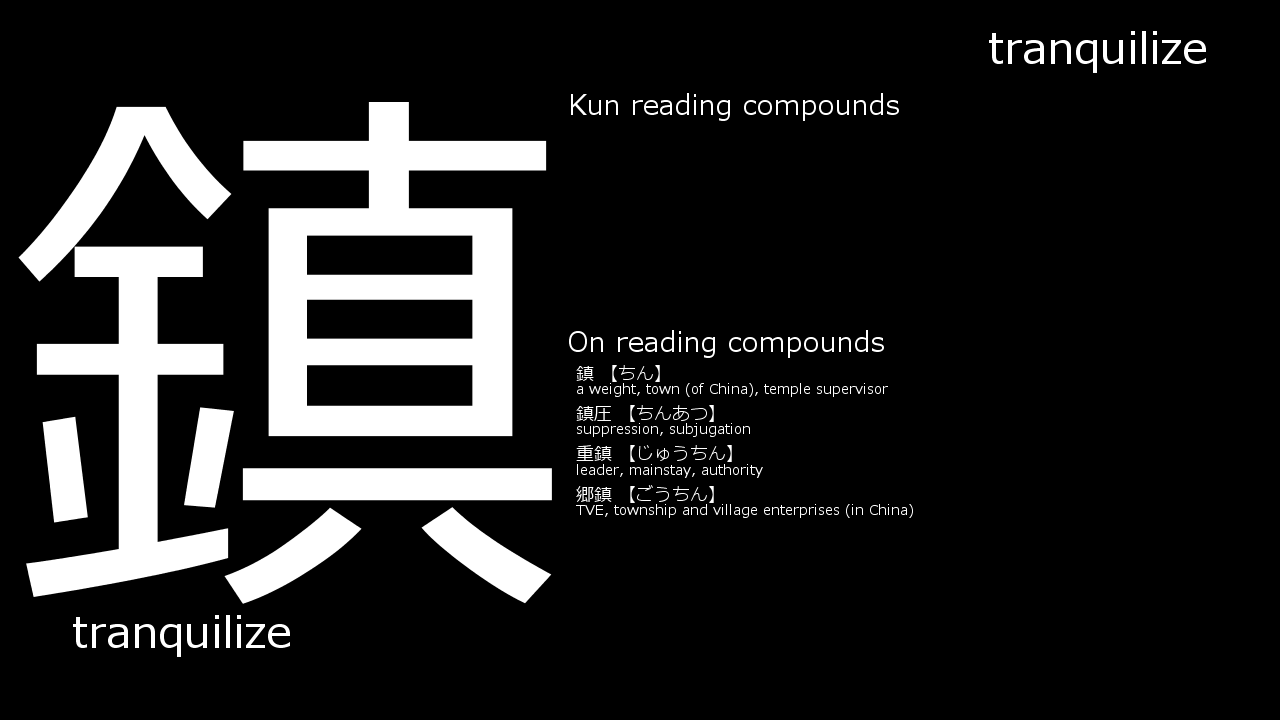 tranquilize
Kun reading compounds
鎮
On reading compounds
鎮 【ちん】
a weight, town (of China), temple supervisor
鎮圧 【ちんあつ】
suppression, subjugation
重鎮 【じゅうちん】
leader, mainstay, authority
郷鎮 【ごうちん】
TVE, township and village enterprises (in China)
tranquilize